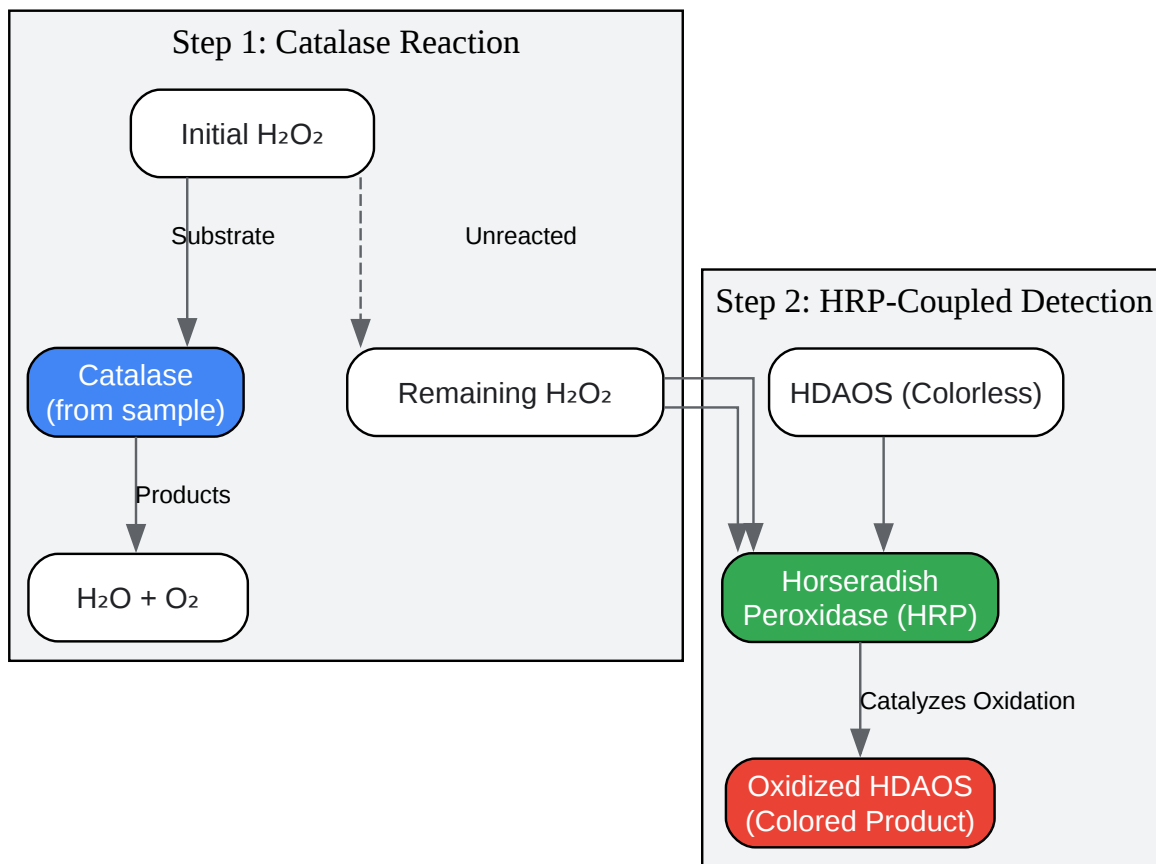 Step 1: Catalase Reaction
Initial H₂O₂
Substrate
Unreacted
Catalase
(from sample)
Remaining H₂O₂
Products
H₂O + O₂
Step 2: HRP-Coupled Detection
HDAOS (Colorless)
Horseradish
Peroxidase (HRP)
Catalyzes Oxidation
Oxidized HDAOS
(Colored Product)